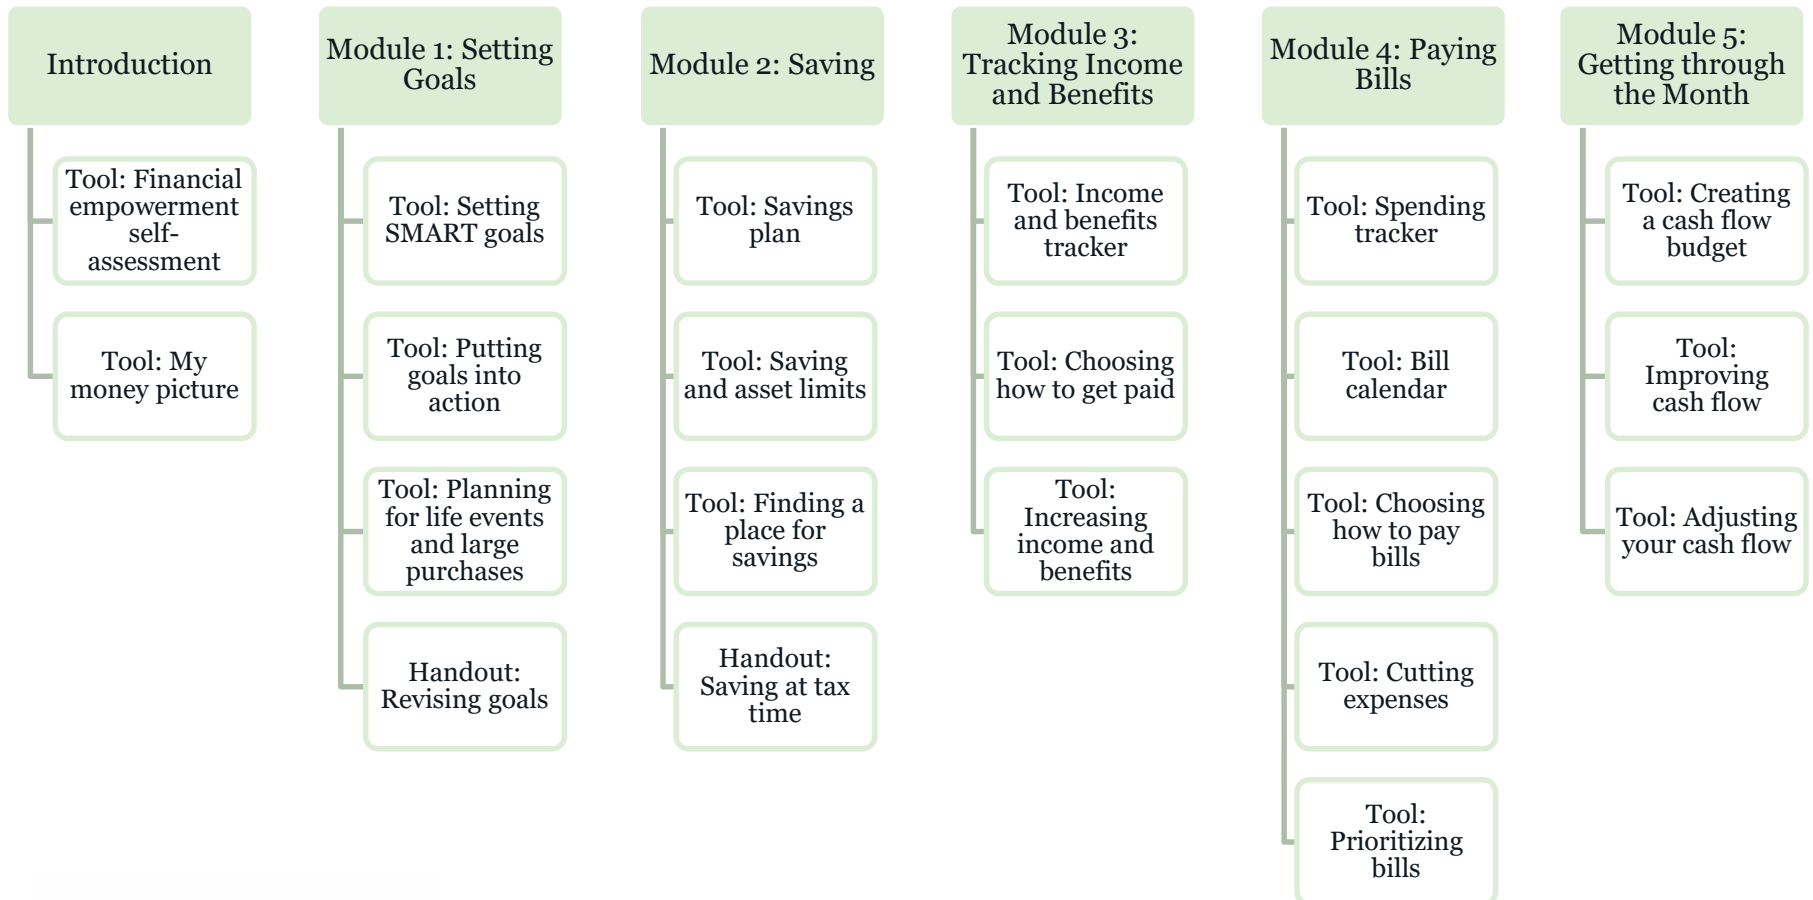 Introduction
Tool: Financial
empowerment
self-
assessment
Tool: My
money picture
Module 1: Setting
Goals
Tool: Setting
SMART goals
Tool: Putting
goals into
action
Tool: Planning
for life events
and large
purchases
Handout:
Revising goals
Module 2: Saving
Tool: Savings
plan
Tool: Saving
and asset limits
Tool: Finding a
place for
savings
Handout:
Saving at tax
time
Module 3:
Tracking Income
and Benefits
Tool: Income
and benefits
tracker
Tool: Choosing
how to get paid
Tool:
Increasing
income and
benefits
Module 4: Paying
Bills
Tool: Spending
tracker
Tool: Bill
calendar
Tool: Choosing
how to pay
bills
Tool: Cutting
expenses
Tool:
Prioritizing
bills
Module 5:
Getting through
the Month
Tool: Creating
a cash flow
budget
Tool:
Improving
cash flow
Tool: Adjusting
your cash flow